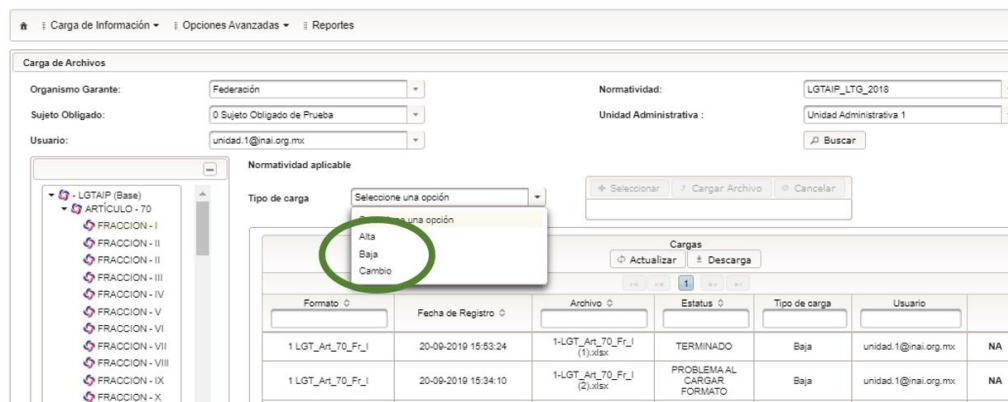 Carga de Información Opciones Avanzadas Reportes
Carga de Archivos
Organismo Garante: Federación Normatividad: LGTAIP_LTG_2018
Sujeto Obligado: 0 Sujeto Obligado de Prueba Unidad Administrativa : Unidad Administrativa 1
Usuario: unidad.1@inai.org.mx Buscar
Normatividad aplicable
Tipo de carga Seleccione una opción Seleccionar Cargar Archivo Cancelar
una opción
Alta
Baja
Cambio
- LGTAIP (Base)
ARTÍCULO - 70
FRACCION - I
FRACCION - II
FRACCION - II
FRACCION - III
FRACCION - IV
FRACCION - V
FRACCION - VI
FRACCION - VII
FRACCION - VIII
FRACCION - IX
FRACCION - X
Cargas
Actualizar Descarga
1
Formato Fecha de Registro Archivo Estatus Tipo de carga Usuario
1 LGT_Art_70_Fr_I 20-09-2019 15:53:24 1-LGT_Art_70_Fr_I (1).xlsx TERMINADO Baja unidad.1@inai.org.mx NA
1 LGT_Art_70_Fr_I 20-09-2019 15:34:10 1-LGT_Art_70_Fr_I (2).xlsx PROBLEMA AL CARGAR FORMATO Baja unidad.1@inai.org.mx NA